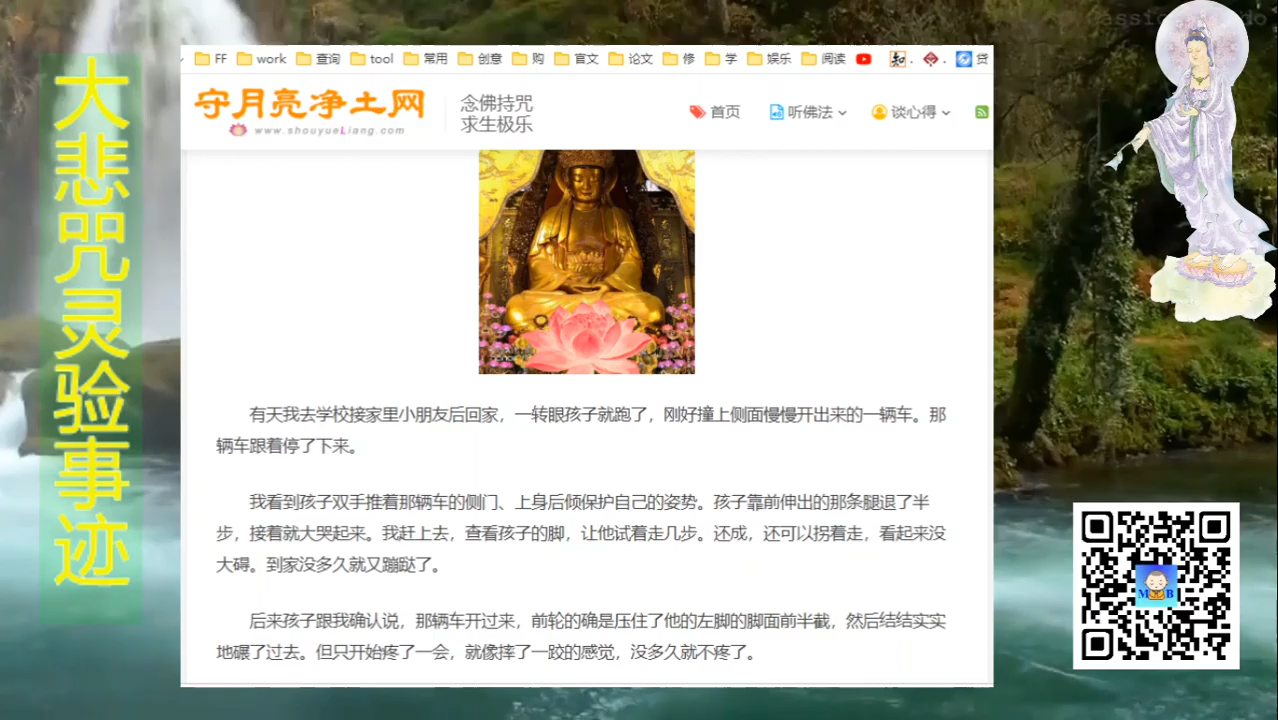 大悲咒灵验事迹
FF work 查询 tool 常用 创意 购 官文 论文 修 学 娱乐 阅读 贷
守月亮净土网
www.shouyueLiang.com
念佛持咒
求生极乐
首页 听佛法 谈心得
有天我去学校接家里小朋友后回家，一转眼孩子就跑了，刚好撞上侧面慢慢开出来的一辆车。那
辆车跟着停了下来。
我看到孩子双手推着那辆车的侧门、上身后倾保护自己的姿势。孩子靠前伸出的那条腿退了半
步，接着就大哭起来。我赶上去，查看孩子的脚，让他试着走几步。还成，还可以拐着走，看起来没
大碍。到家没多久就又蹦跶了。
后来孩子跟我确认说，那辆车开过来，前轮的确是压住了他的左脚的脚面前半截，然后结结实实
地碾了过去。但只开始疼了一会，就像摔了一跤的感觉，没多久就不疼了。
M B